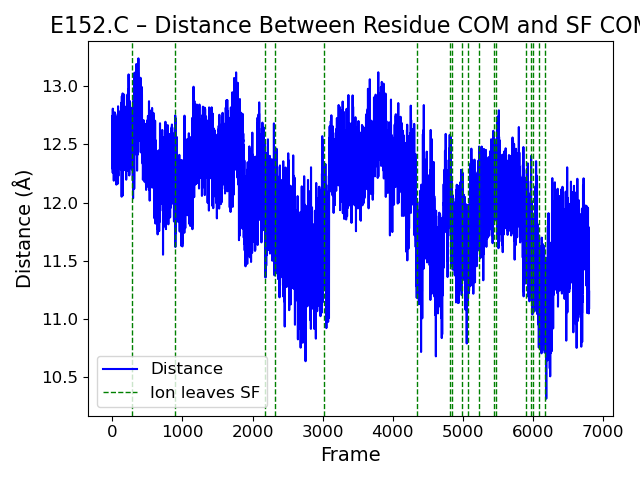 E152.C – Distance Between Residue COM and SF COM
13.0
12.5
12.0
11.5
11.0
10.5
Distance (Å)
Distance
Ion leaves SF
0 1000 2000 3000 4000 5000 6000 7000
Frame